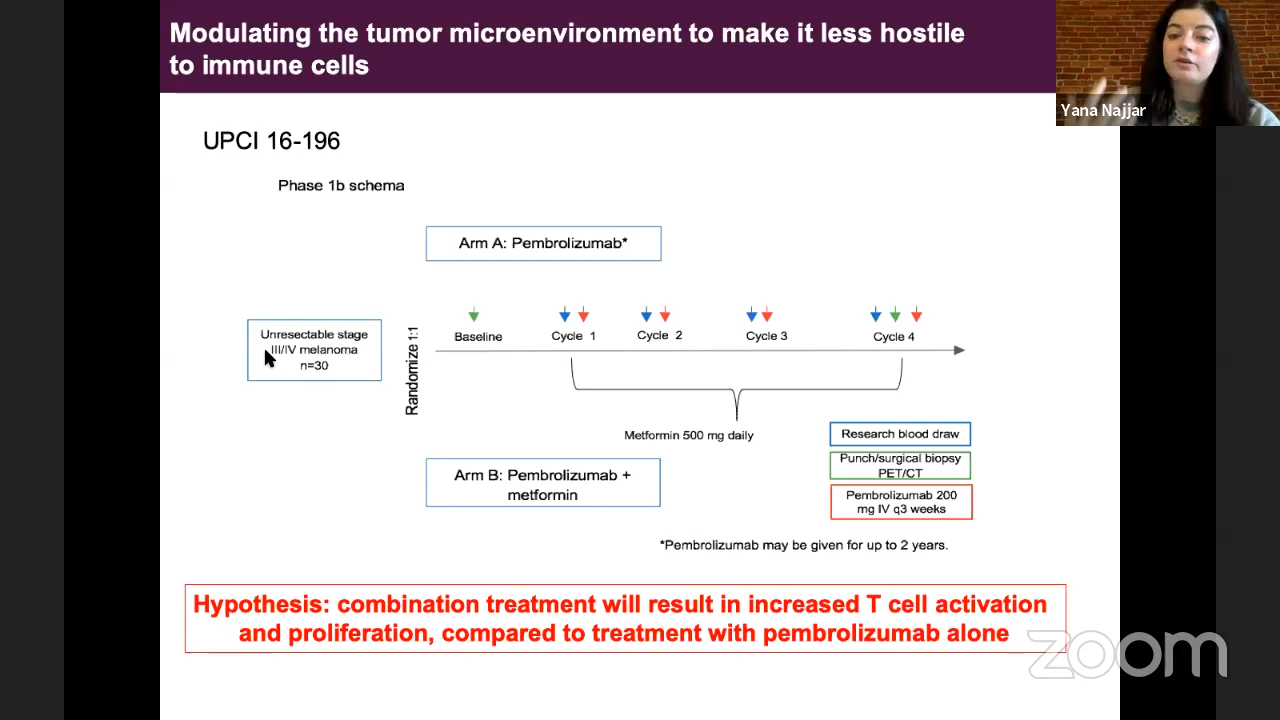 Modulating the tumor microenvironment to make it less hostile
to immune cells
Yana Najjar
UPCI 16-196
Phase 1b schema
Arm A: Pembrolizumab*
Unresectable stage
III/IV melanoma
n=30
Randomize 1:1
Baseline
Cycle 1
Cycle 2
Cycle 3
Cycle 4
Metformin 500 mg daily
Arm B: Pembrolizumab +
metformin
Research blood draw
Punch/surgical biopsy
PET/CT
Pembrolizumab 200
mg IV q3 weeks
*Pembrolizumab may be given for up to 2 years.
Hypothesis: combination treatment will result in increased T cell activation
and proliferation, compared to treatment with pembrolizumab alone
zoom